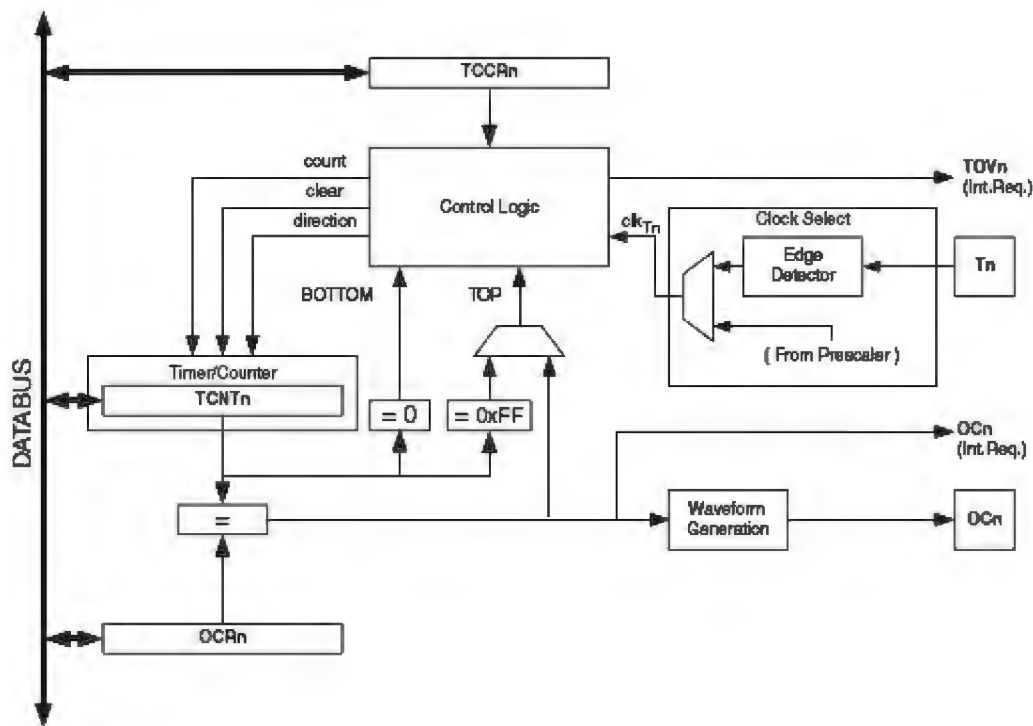 TCCRn
count
clear
direction
Control Logic
TOVn
(Int.Req.)
clkTn
Clock Select
Edge
Detector
Tn
( From Prescaler )
BOTTOM
TOP
Timer/Counter
TCNTn
= 0
= 0xFF
OCn
(Int.Req.)
=
Waveform
Generation
OCn
OCRn
DATABUS